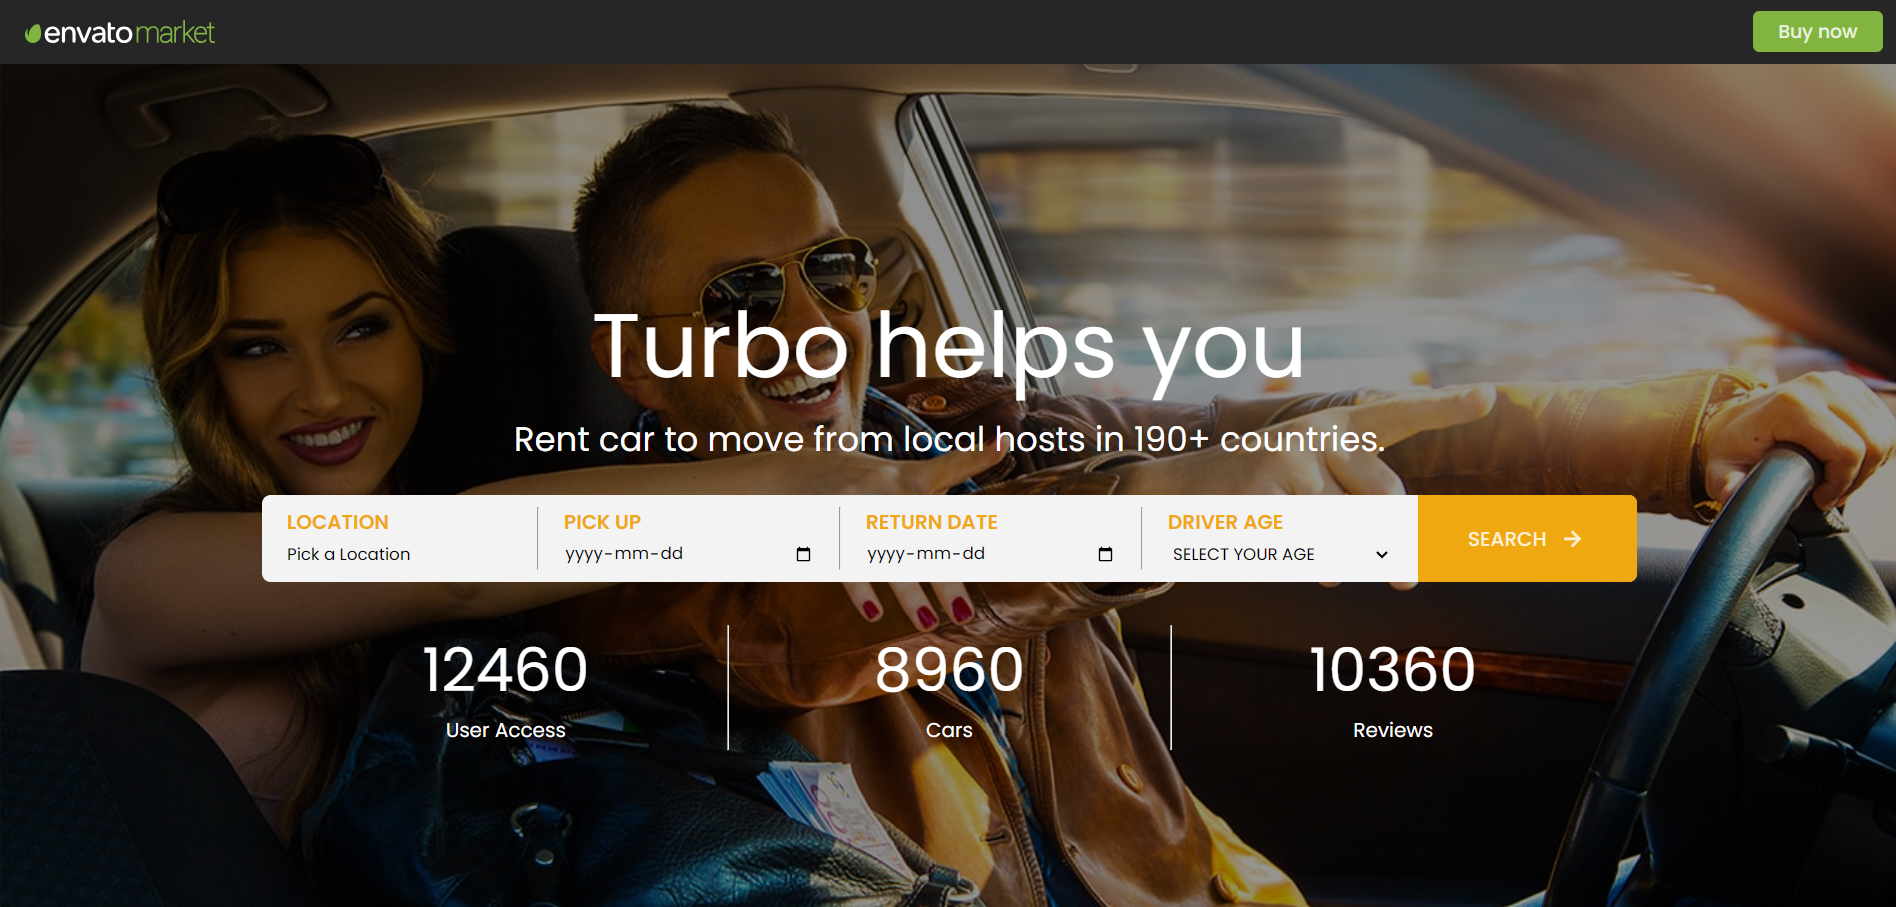 envatomarket
Buy now
Turbo helps you
Rent car to move from local hosts in 190+ countries.
LOCATION
Pick a Location
PICK UP
yyyy-mm-dd
RETURN DATE
yyyy-mm-dd
DRIVER AGE
SELECT YOUR AGE
SEARCH
12460
User Access
8960
Cars
10360
Reviews